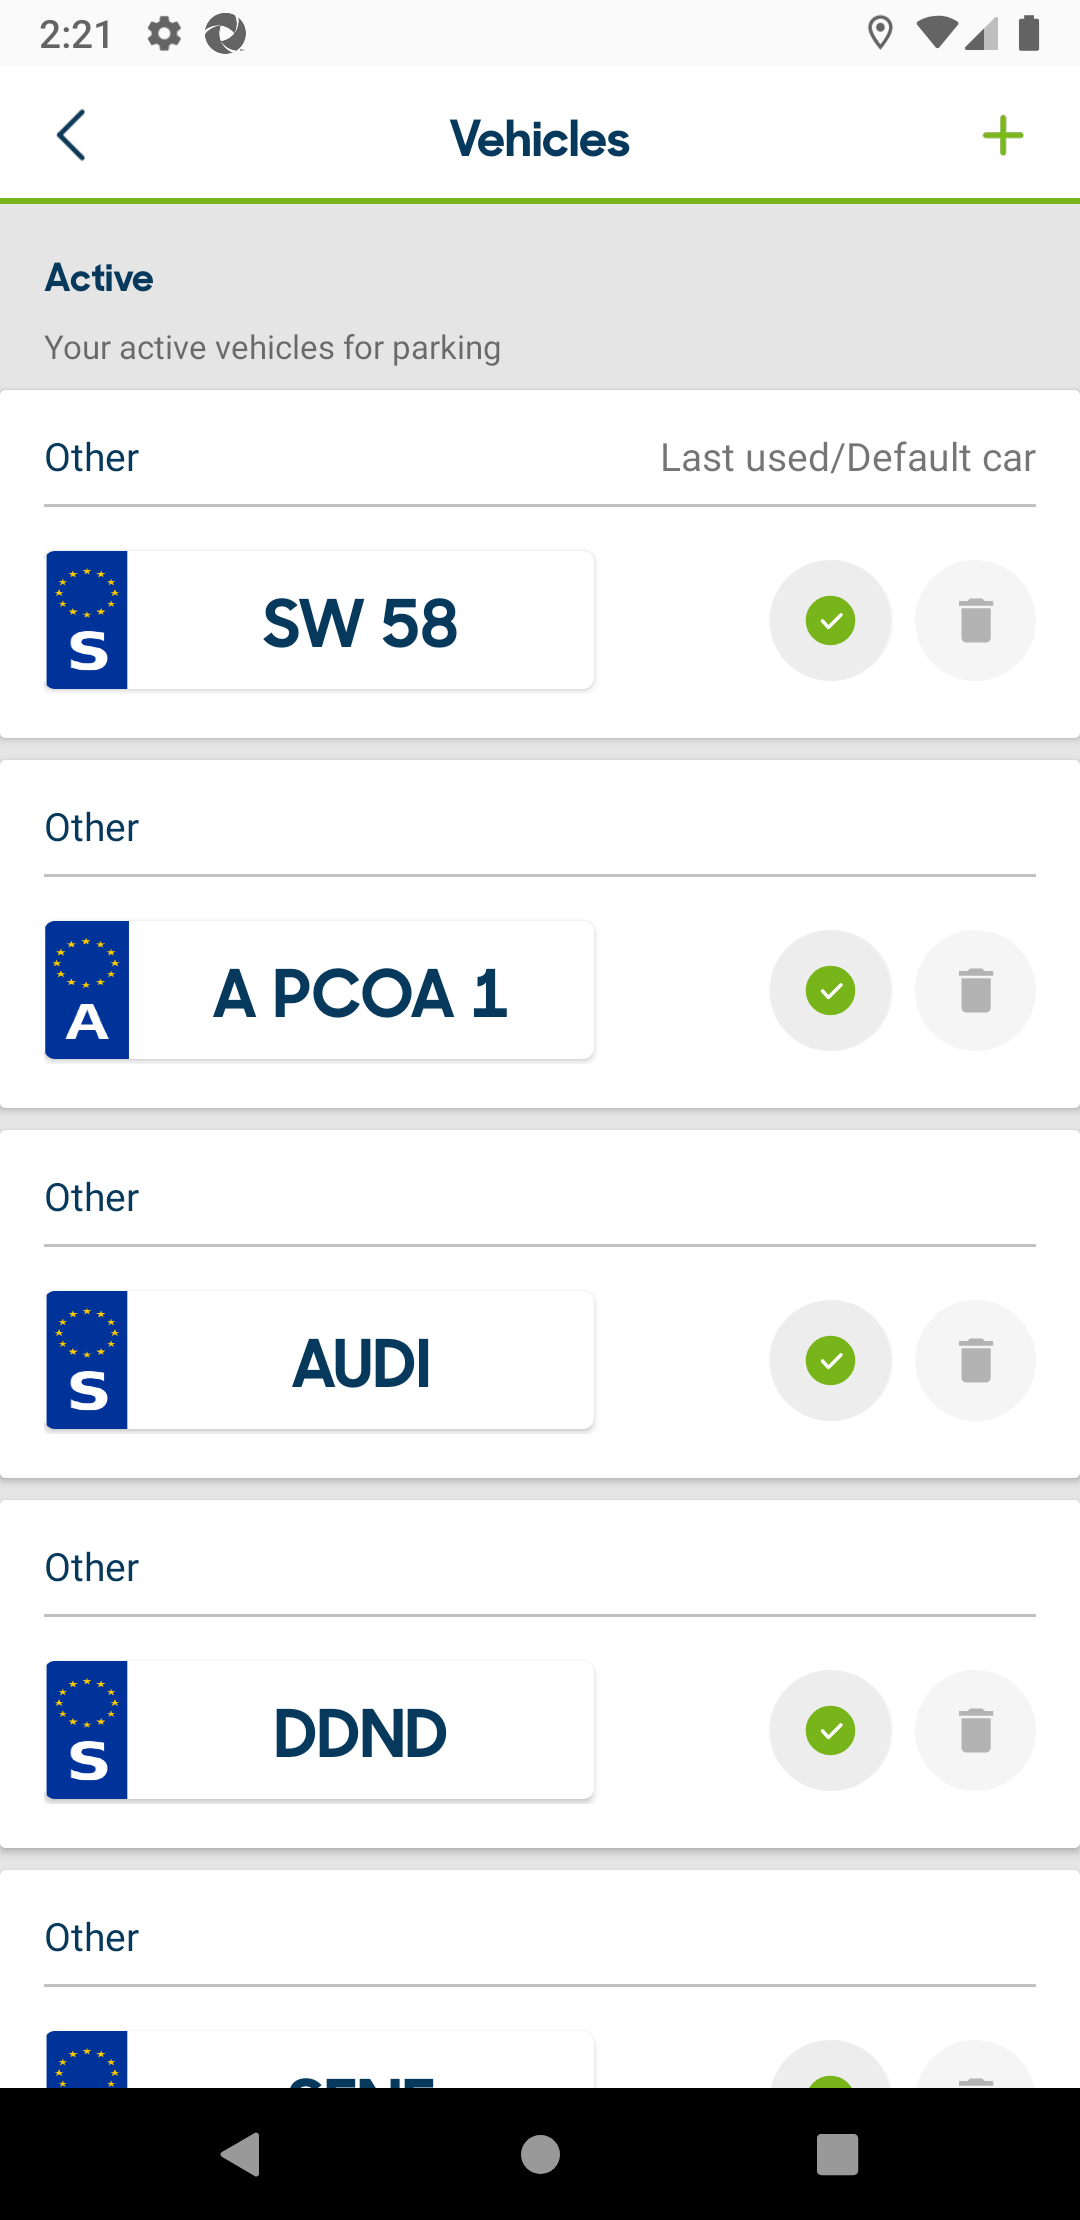 2:21
Vehicles
Active
Your active vehicles for parking
Other Last used/Default car
S SW 58
Other
A A PCOA 1
Other
S AUDI
Other
S DDND
Other